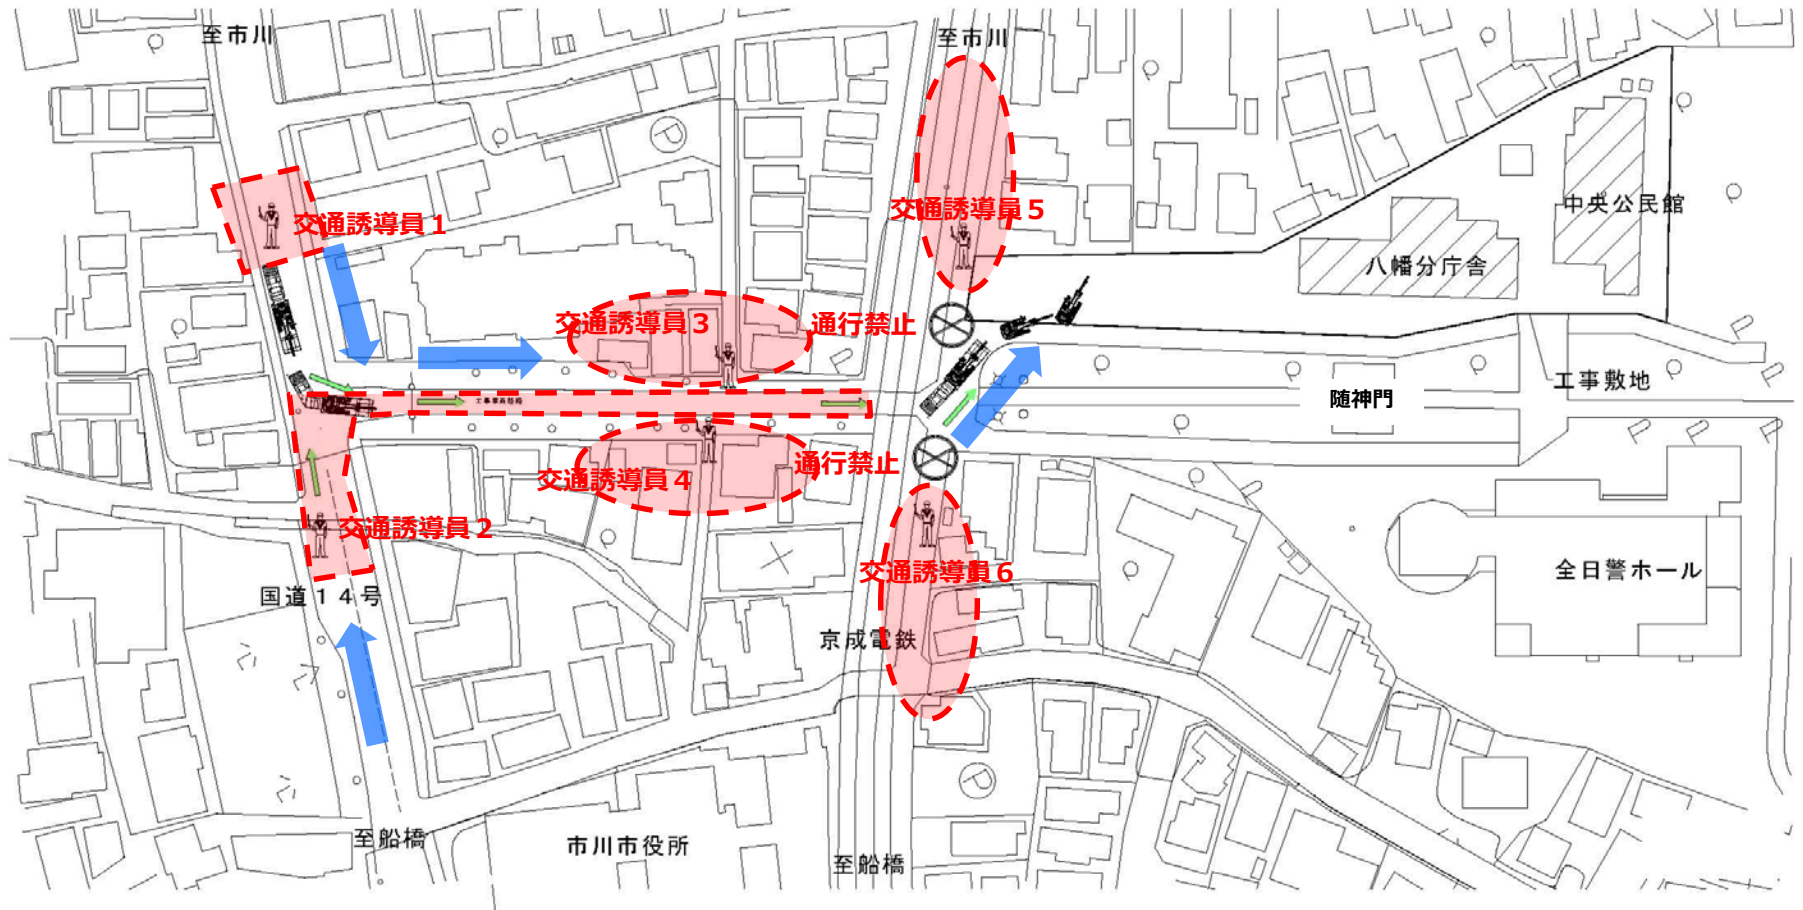 至市川
至市川
交通誘導員１
交通誘導員５
中央公民館
八幡分庁舎
交通誘導員３
通行禁止
工事敷地
随神門
交通誘導員４
通行禁止
交通誘導員２
国道１４号
交通誘導員６
全日警ホール
京成電鉄
至船橋
市川市役所
至船橋